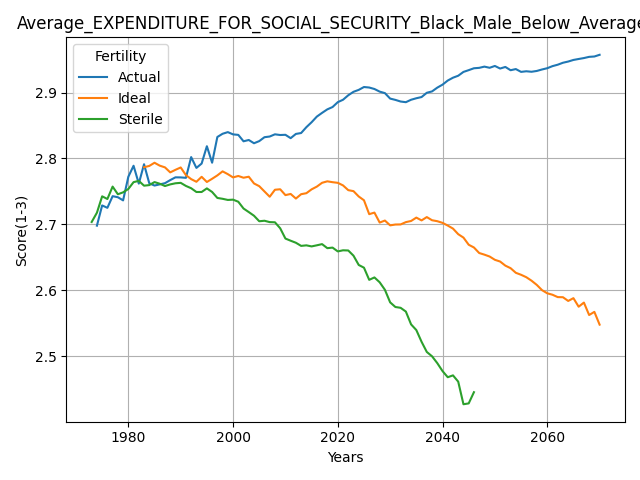 Average_EXPENDITURE_FOR_SOCIAL_SECURITY_Black_Male_Below_Average
Fertility
Actual
Ideal
Sterile
Score(1-3)
2.9
2.8
2.7
2.6
2.5
1980 2000 2020 2040 2060
Years